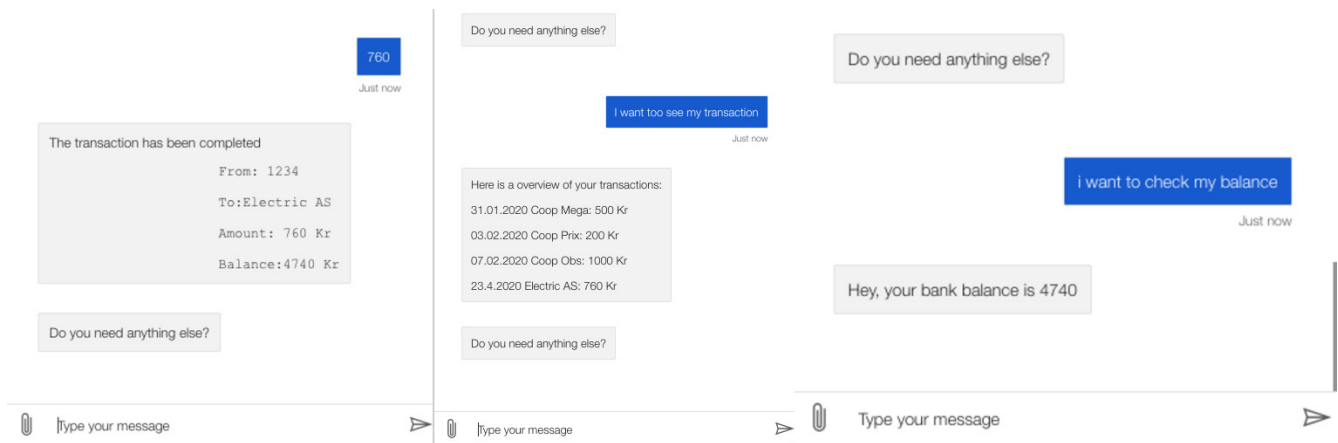 760
Just now
The transaction has been completed
From: 1234
To:Electric AS
Amount: 760 Kr
Balance:4740 Kr
Do you need anything else?
Type your message
Do you need anything else?
I want too see my transaction
Just now
Here is a overview of your transactions:
31.01.2020 Coop Mega: 500 Kr
03.02.2020 Coop Prix: 200 Kr
07.02.2020 Coop Obs: 1000 Kr
23.4.2020 Electric AS: 760 Kr
Do you need anything else?
Type your message
Do you need anything else?
i want to check my balance
Just now
Hey, your bank balance is 4740
Type your message